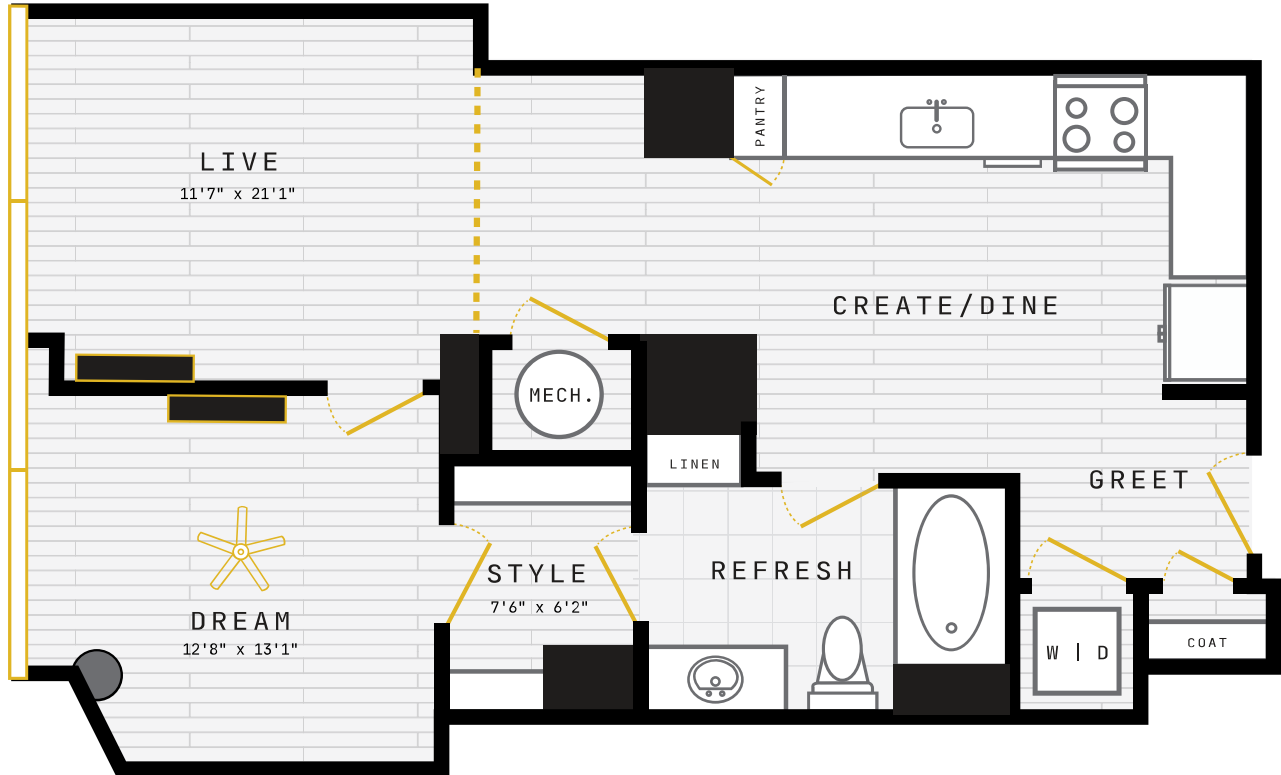 PANTRY
LIVE
11'7" x 21'1"
CREATE/DINE
MECH.
LINEN
GREET
STYLE
7'6" x 6'2"
REFRESH
DREAM
12'8" x 13'1"
W | D
COAT